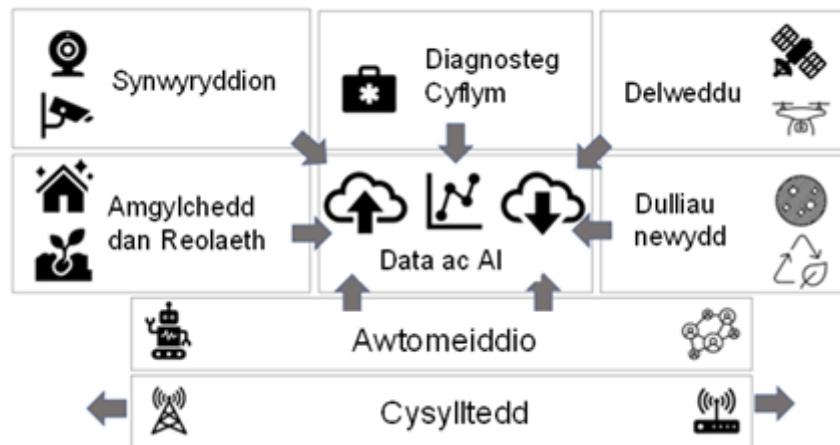 Synwyryddion
Diagnosteg
Cyflym
Delweddu
Amgylchedd
dan Reolaeth
Data ac AI
Dulliau
newydd
Awtomeiddio
Cysylltedd